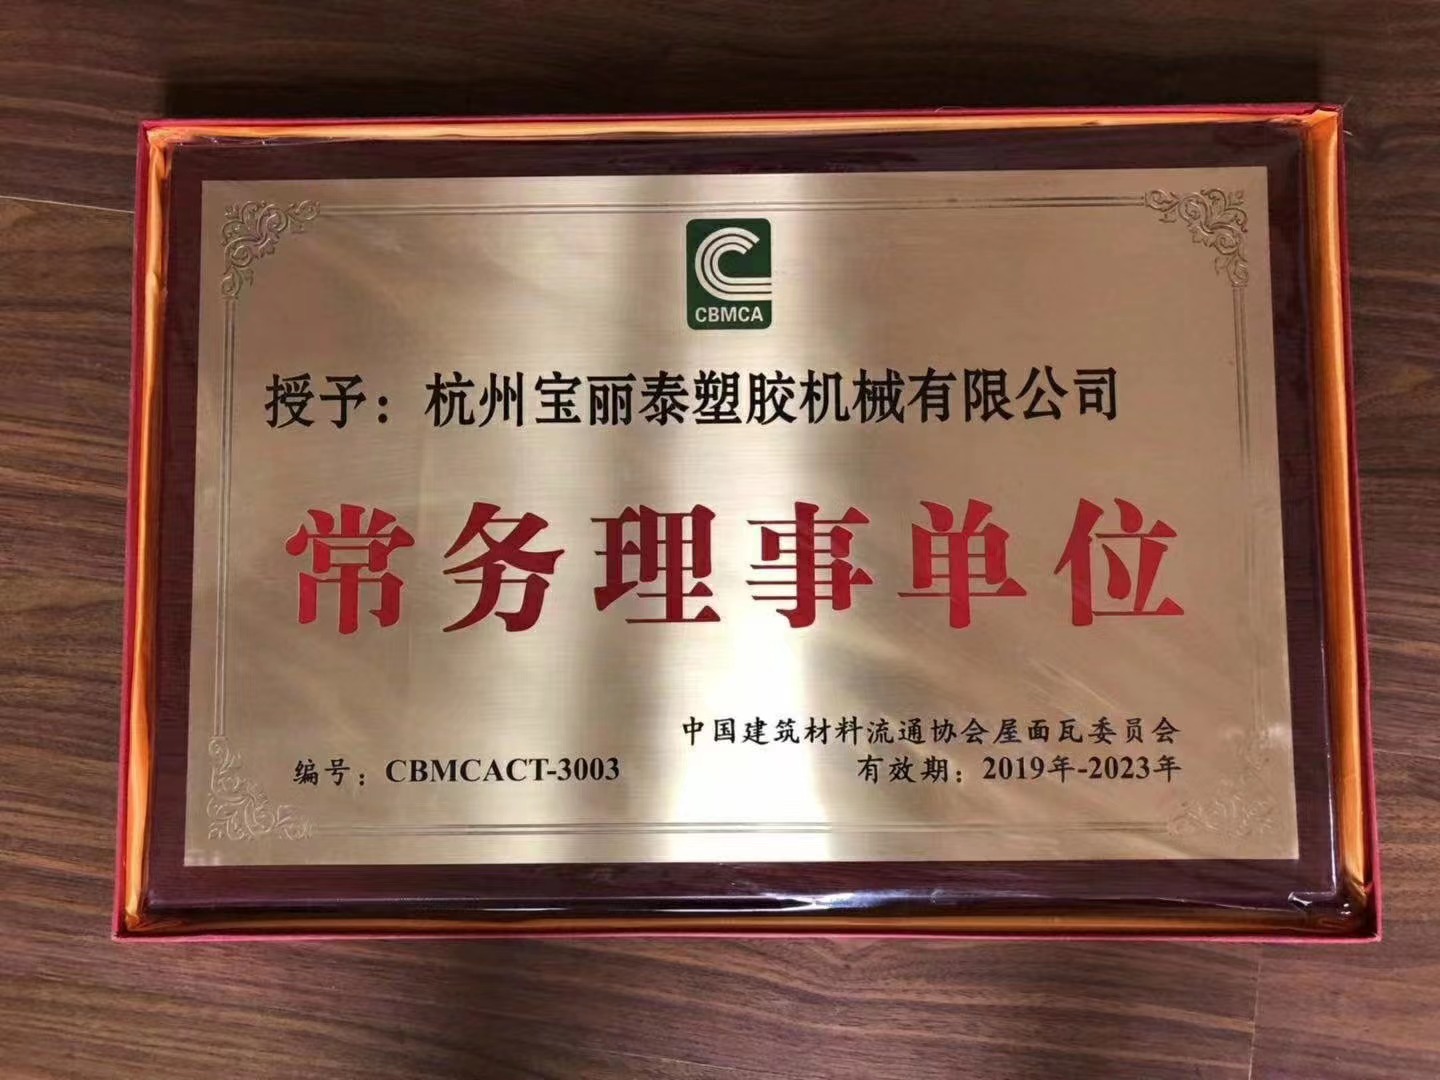 CBMCA
授予：杭州宝丽泰塑胶机械有限公司
常务理事单位
中国建筑材料流通协会屋面瓦委员会
编号：CBMCACT-3003
有效期：2019年-2023年